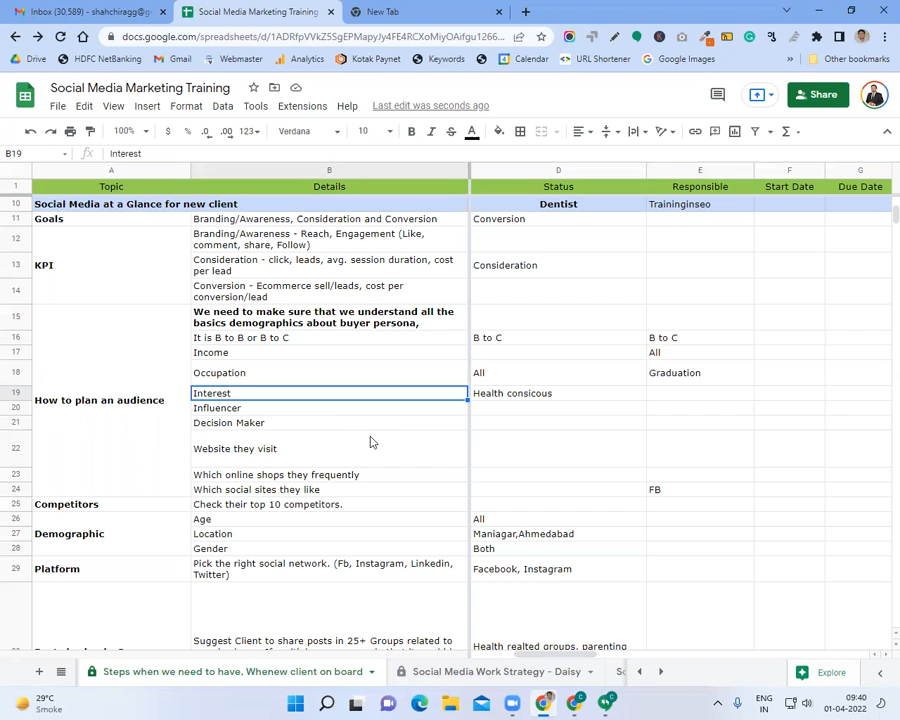 Inbox (30,589) - shahchiragg@g
Social Media Marketing Training
New Tab
docs.google.com/spreadsheets/d/1ADRfpVVkZ5SgEPMapyJy4FE4RCXoMiyOAifgu1266...
Drive
HDFC NetBanking
Gmail
Webmaster
Analytics
Kotak Paynet
Keywords
Calendar
URL Shortener
Google Images
»
Other bookmarks
Social Media Marketing Training
File Edit View Insert Format Data Tools Extensions Help Last edit was seconds ago
Share
100% $ % .0 .00 123 Verdana 10 B I S A
B19 fx Interest
A B D E F G
1 Topic Details Status Responsible Start Date Due Date
10 Social Media at a Glance for new client Dentist Traininginseo
11 Goals Branding/Awareness, Consideration and Conversion Conversion
12 Branding/Awareness - Reach, Engagement (Like,
comment, share, Follow)
13 KPI Consideration - click, leads, avg. session duration, cost
per lead Consideration
14 Conversion - Ecommerce sell/leads, cost per
conversion/lead
15 We need to make sure that we understand all the
basics demographics about buyer persona,
16 It is B to B or B to C B to C B to C
17 Income All
18 Occupation All Graduation
19 Interest Health consicous
How to plan an audience
20 Influencer
21 Decision Maker
22 Website they visit
23 Which online shops they frequently
24 Which social sites they like FB
25 Competitors Check their top 10 competitors.
26 Age All
27 Demographic Location Maniagar,Ahmedabad
28 Gender Both
29 Platform Pick the right social network. (Fb, Instagram, Linkedin,
Twitter) Facebook, Instagram
Suggest Client to share posts in 25+ Groups related to
Health realted groups, parenting
Steps when we need to have, Whenew client on board
Social Media Work Strategy - Daisy
Explore
29°C
Smoke
ENG
IN
09:40
01-04-2022